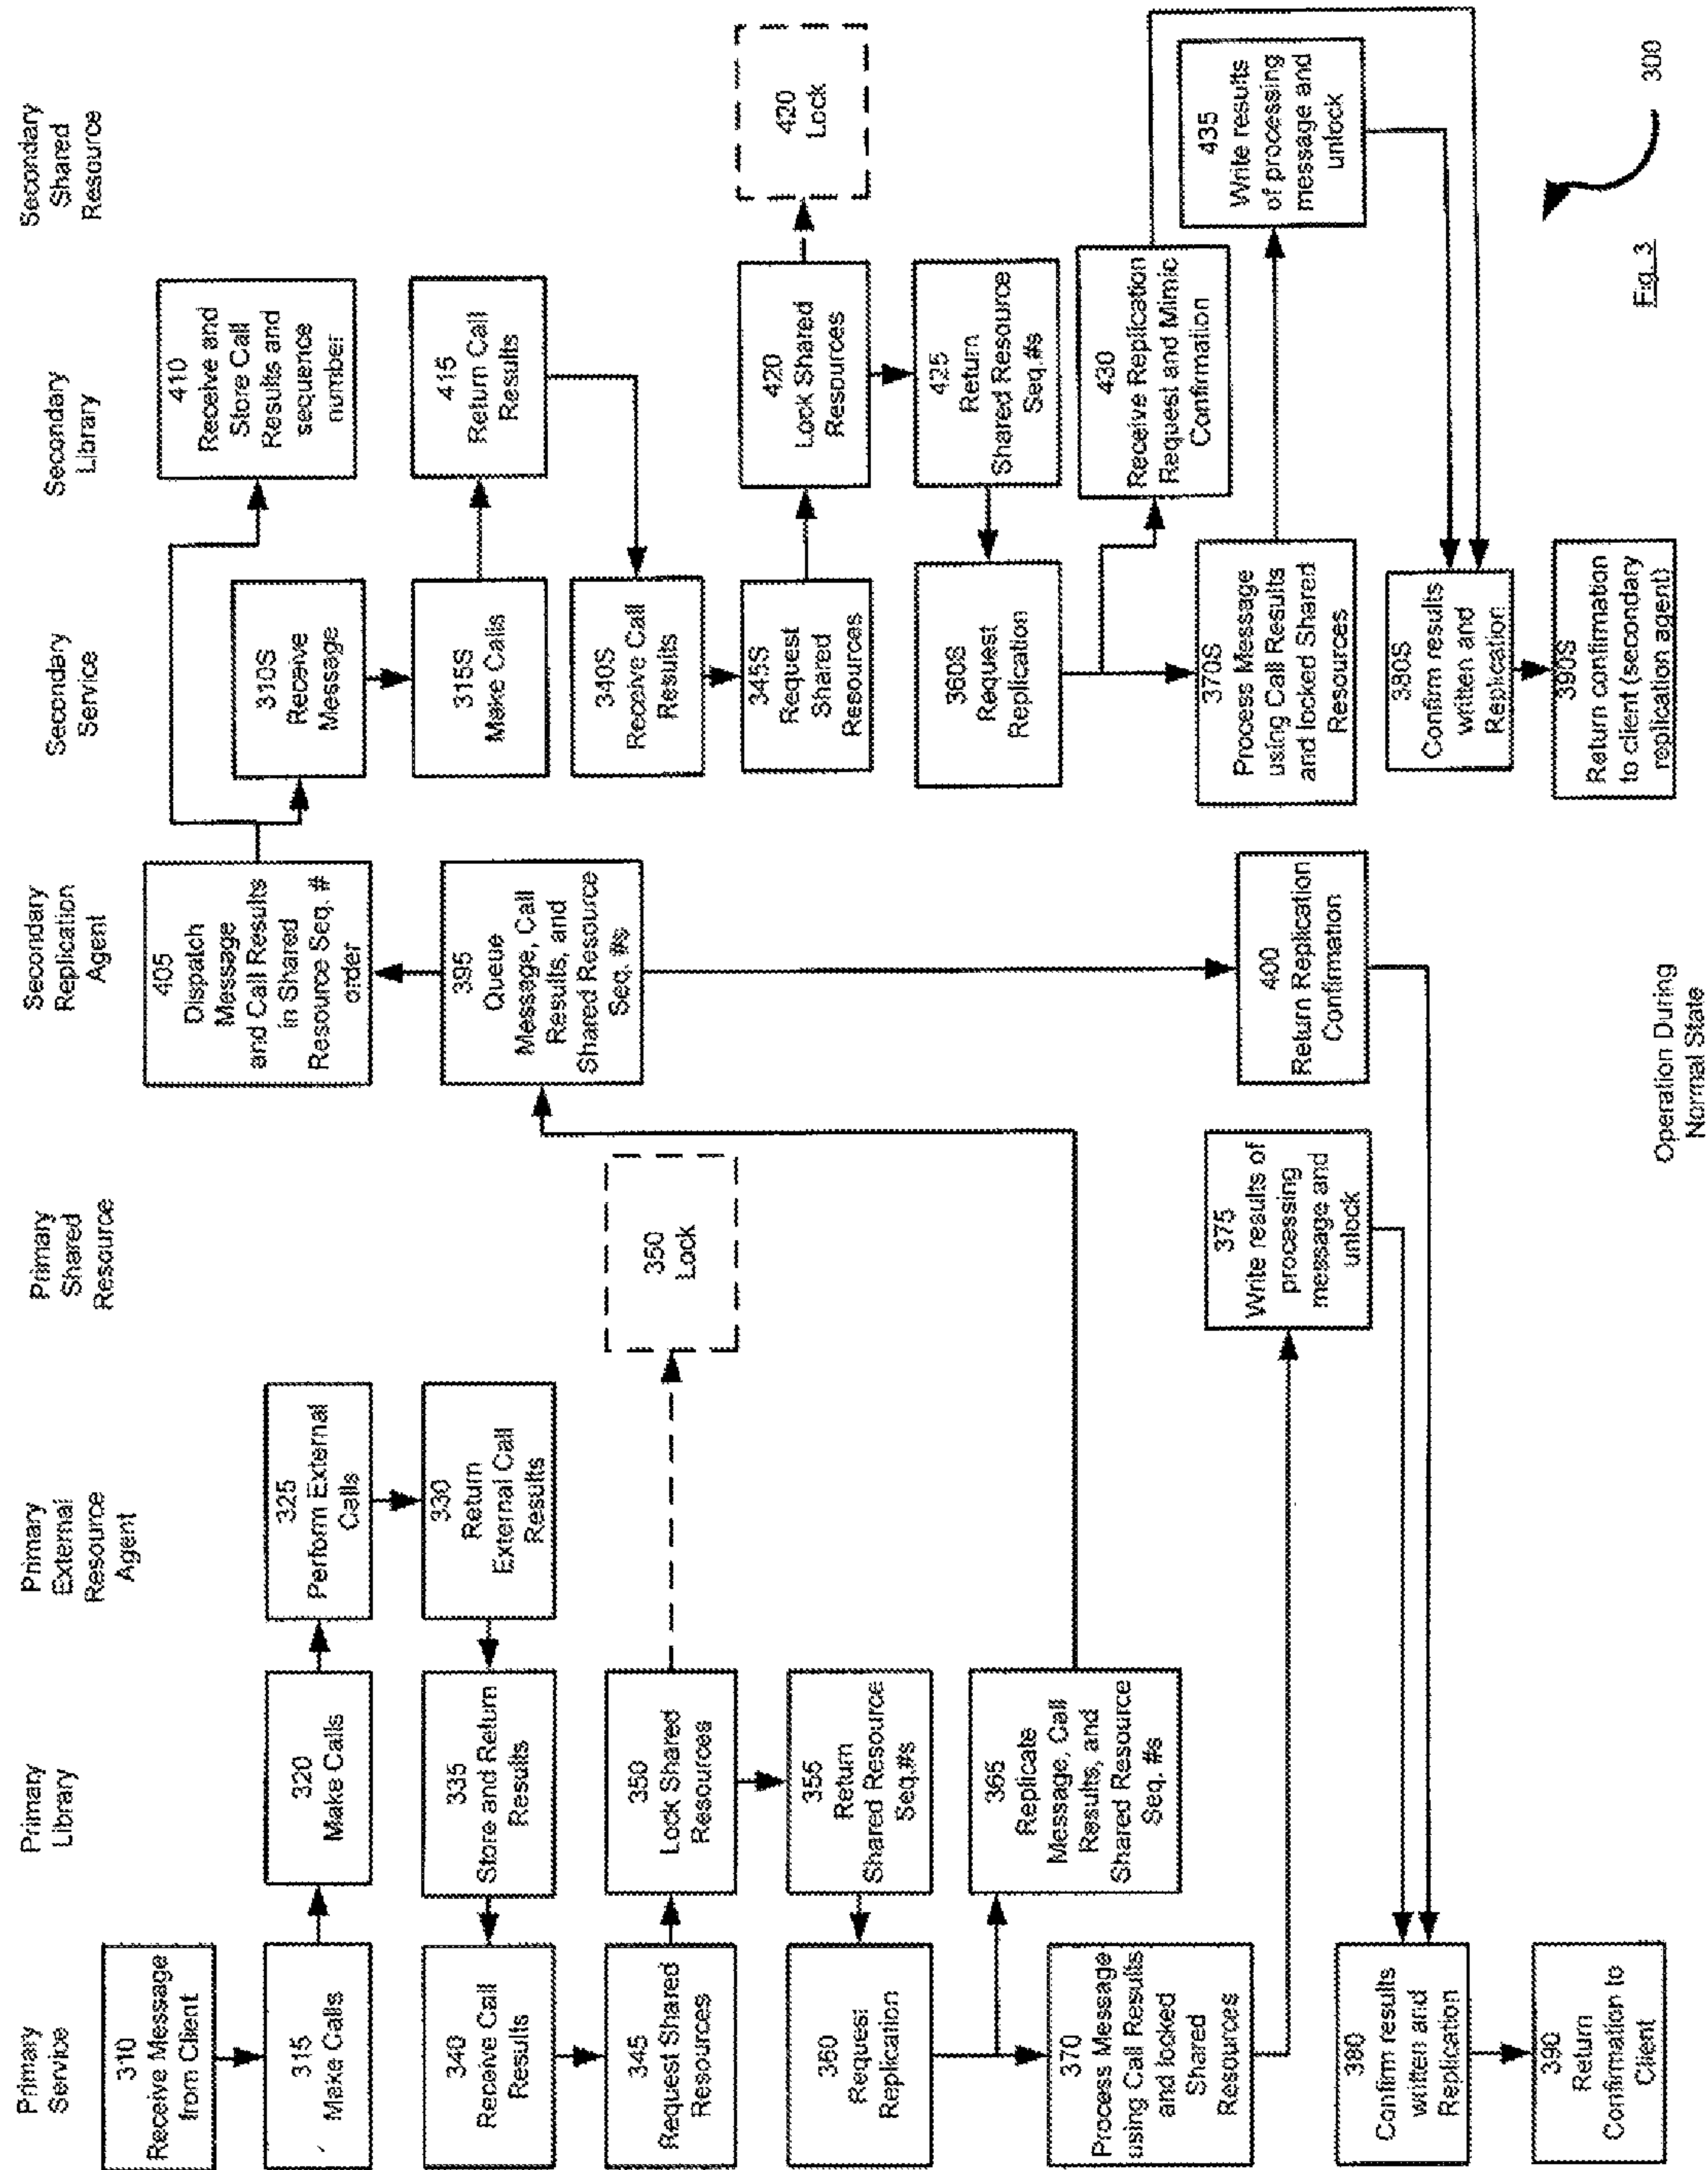 Primary
Service
Primary
Library
Primary
External
Resource
Agent
Primary
Shared
Resource
Secondary
Replication
Agent
Secondary
Service
Secondary
Library
Secondary
Shared
Resource
310
Receive Message
from Client
315
Make Calls
320
Make Calls
325
Perform External
Calls
330
Return
External Call
Results
335
Store and Return
Results
340
Receive Call
Results
345
Request Shared
Resources
350
Lock Shared
Resources
350
Lock
355
Return
Shared Resource
Seq.#s
360
Request
Replication
365
Replicate
Message, Call
Results, and
Shared Resource
Seq. #s
370
Process Message
using Call Results
and locked
Shared
Resources
375
Write results of
processing
message and
unlock
380
Confirm results
written and
Replication
390
Return
Confirmation to
Client
405
Dispatch
Message
and Call Results
in Shared
Resource Seq. #
order
395
Queue
Message, Call
Results, and
Shared Resource
Seq. #s
400
Return Replication
Confirmation
310S
Receive
Message
315S
Make Calls
340S
Receive Call
Results
345S
Request
Shared
Resources
360S
Request
Replication
370S
Process Message
using Call Results
and locked Shared
Resources
380S
Confirm results
written and
Replication
390S
Return confirmation
to client (secondary
replication agent)
410
Receive and
Store Call
Results and
sequence
number
415
Return Call
Results
420
Lock Shared
Resources
420
Lock
425
Return
Shared Resource
Seq.#s
430
Receive Replication
Request and Mimic
Confirmation
435
Write results
of processing
message and
unlock
Operation During
Normal State
Fig. 3
300